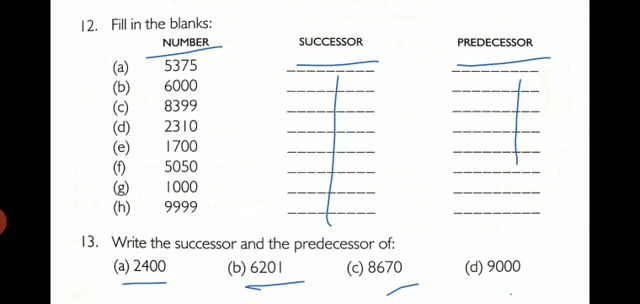 12. Fill in the blanks:
NUMBER SUCCESSOR PREDECESSOR
(a) 5375
(b) 6000
(c) 8399
(d) 2310
(e) 1700
(f) 5050
(g) 1000
(h) 9999
13. Write the successor and the predecessor of:
(a) 2400 (b) 6201 (c) 8670 (d) 9000